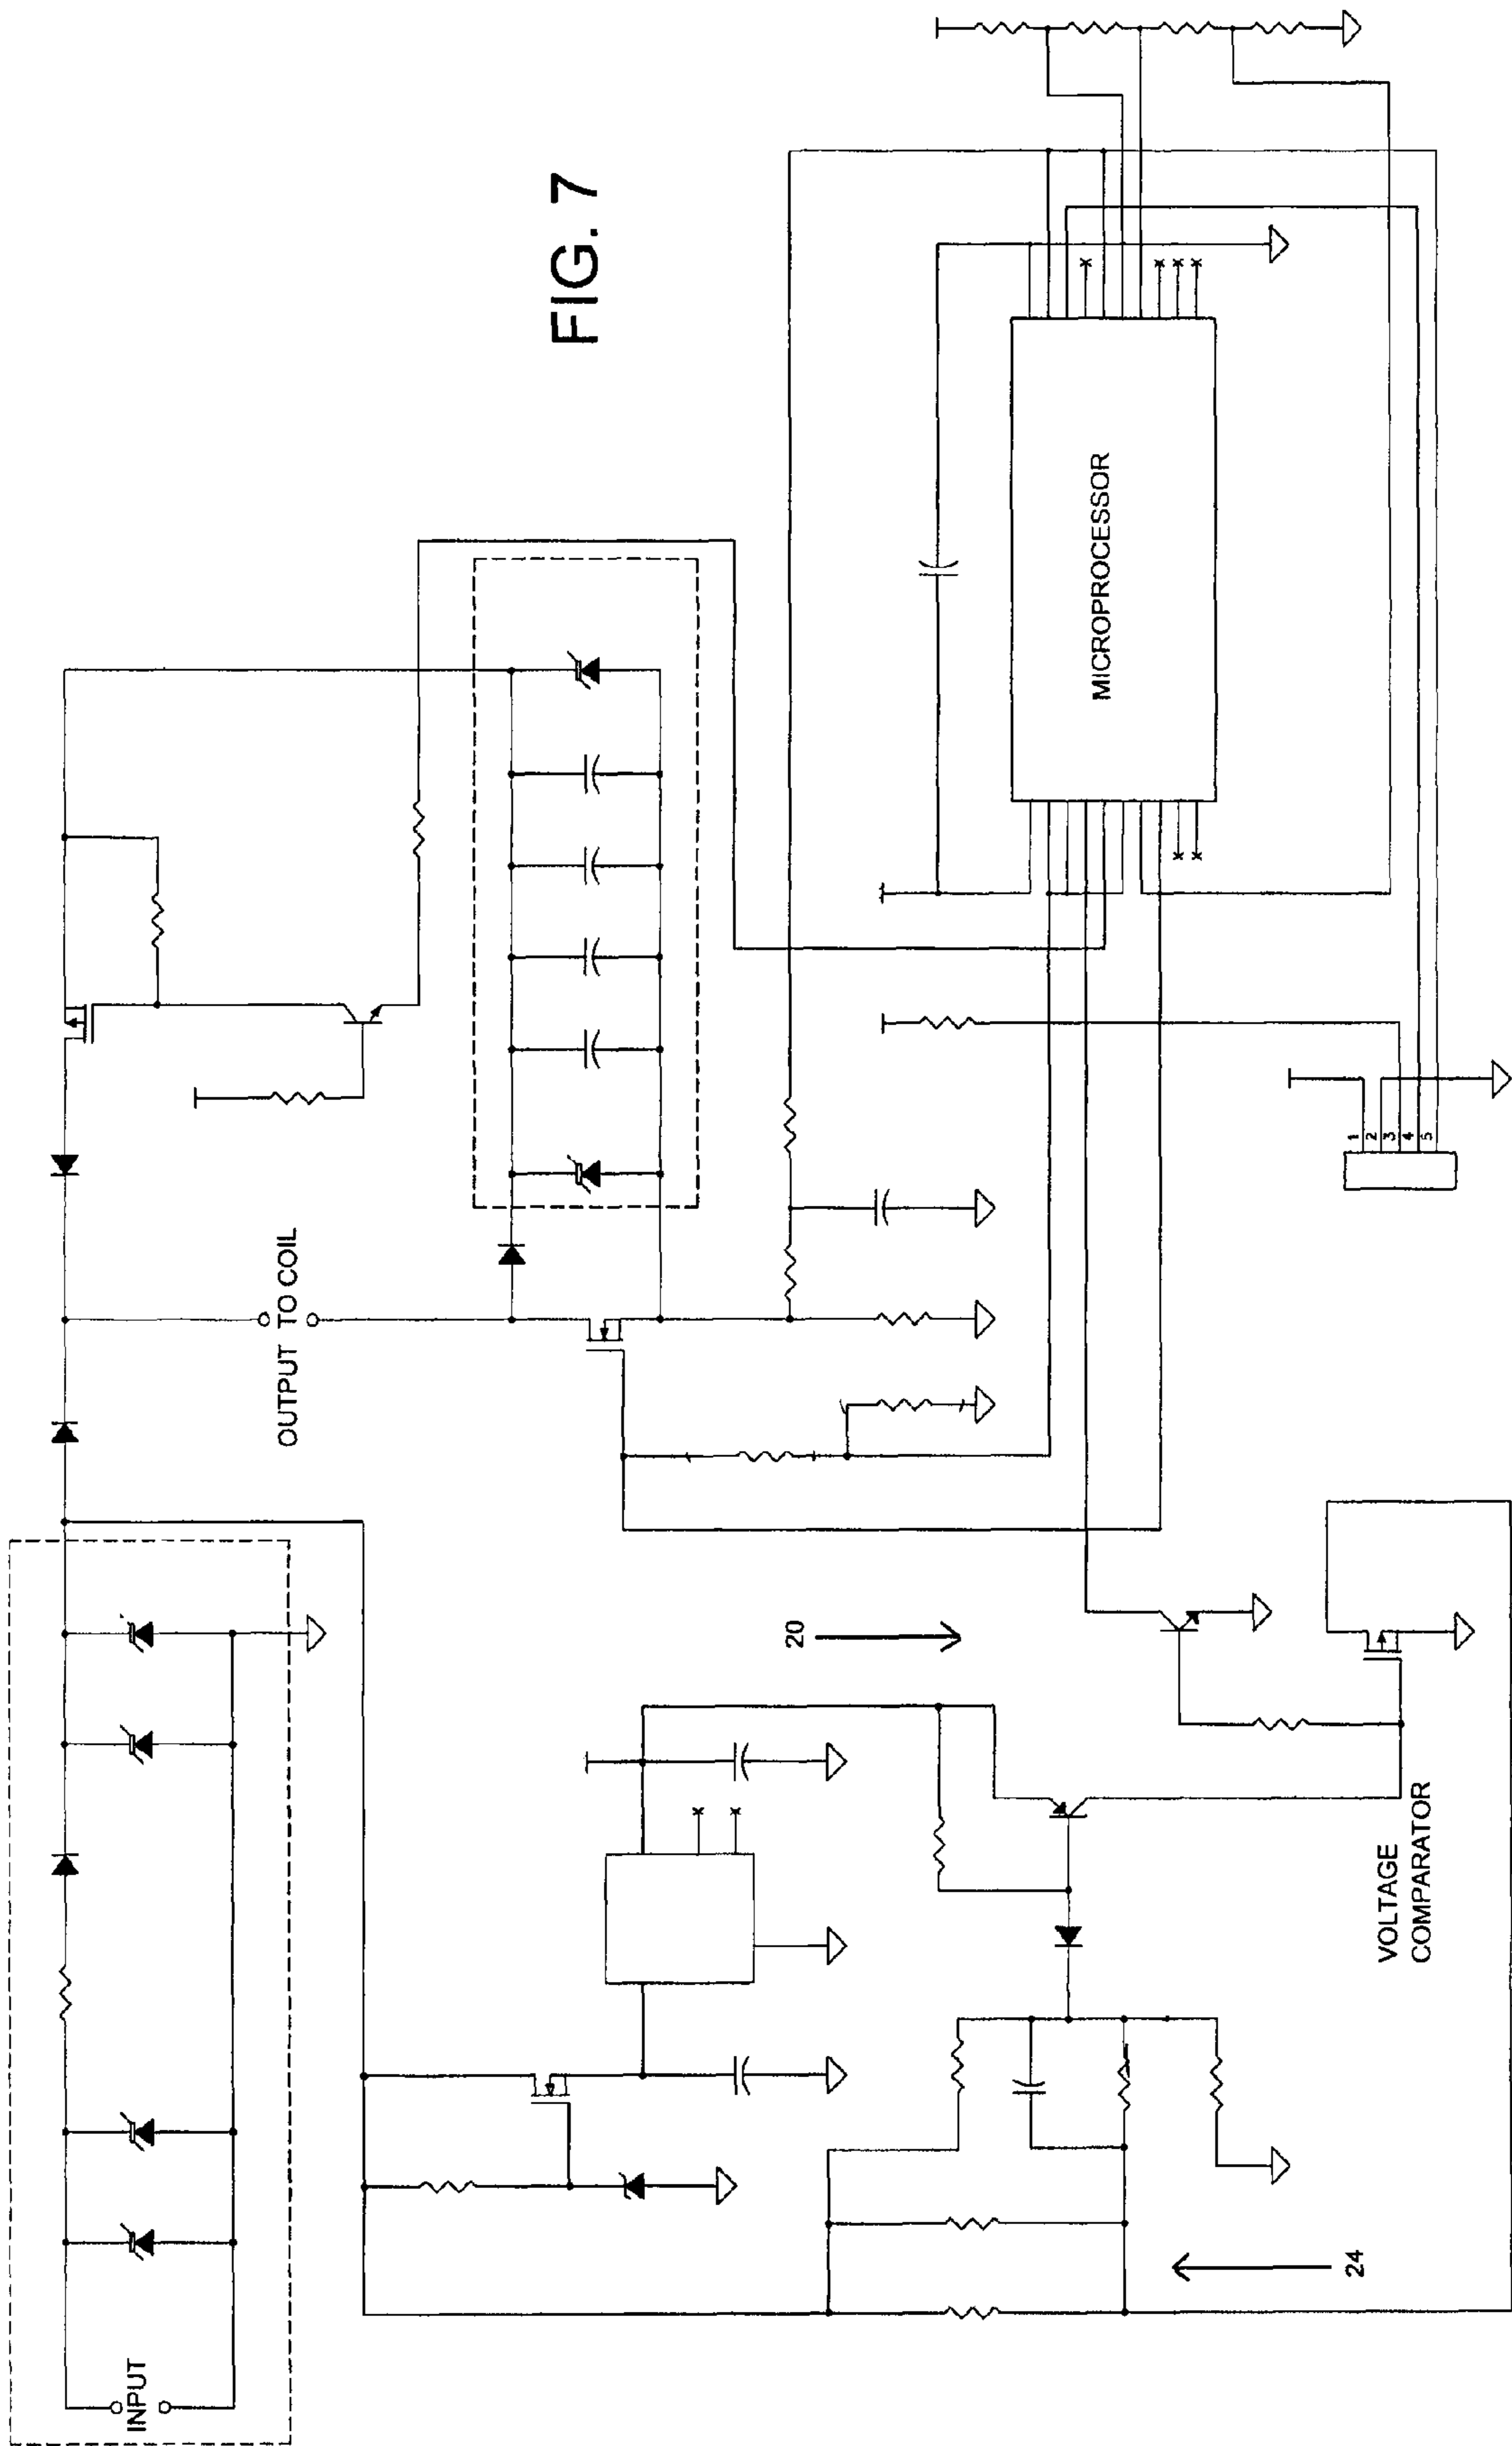 FIG. 7
INPUT
OUTPUT TO COIL
20
24
VOLTAGE
COMPARATOR
MICROPROCESSOR
1
2
3
4
5